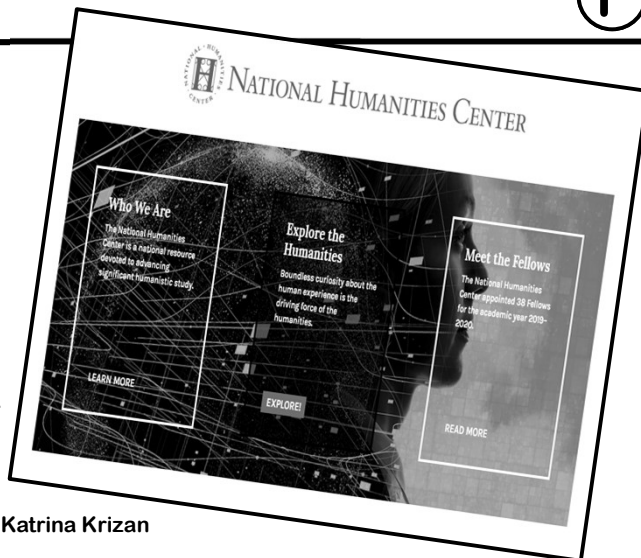 NATIONAL HUMANITIES CENTER
NATIONAL HUMANITIES
CENTER
Who We Are
The National Humanities
Center is a national resource
devoted to advancing
significant humanistic study.
LEARN MORE
Explore the
Humanities
Boundless curiosity about the
human experience is the
driving force of the
humanities.
EXPLORE!
Meet the Fellows
The National Humanities
Center appointed 38 Fellows
for the academic year 2019–
2020.
READ MORE
Katrina Krizan